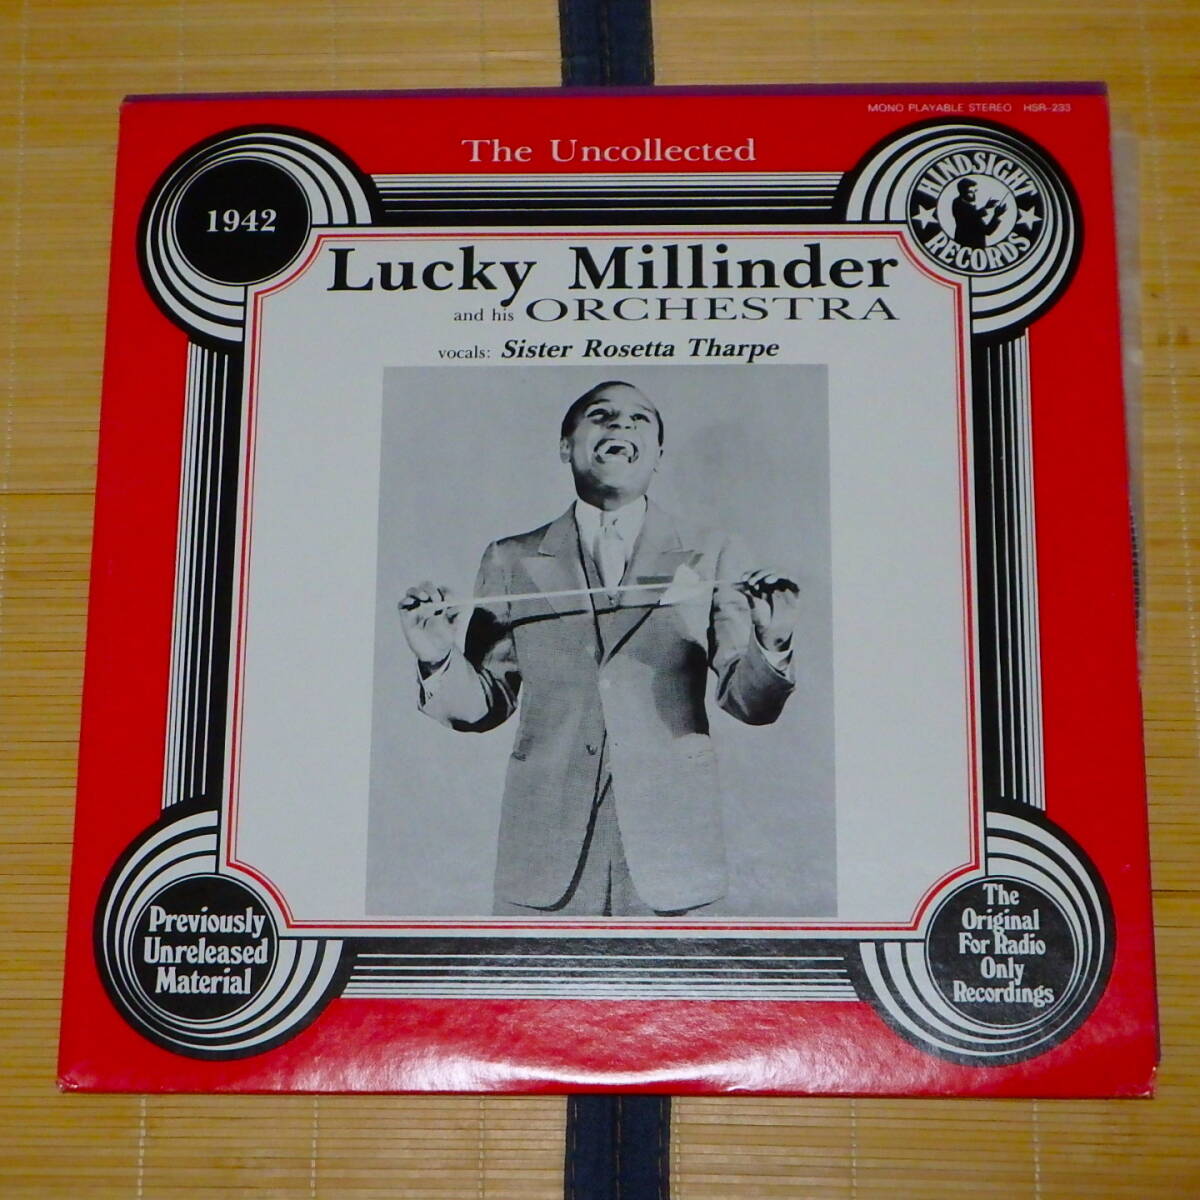 MONO PLAYABLE STEREO HSR-233
The Uncollected
1942
HINDSIGHT
RECORDS
Lucky Millinder
and his ORCHESTRA
vocals: Sister Rosetta Tharpe
Previously
Unreleased
Material
The
Original
For Radio
Only
Recordings